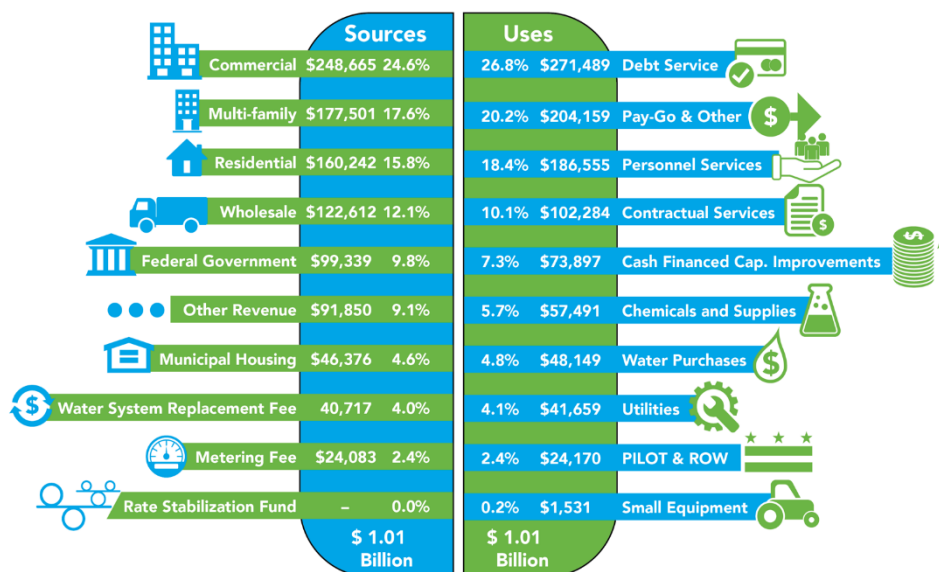 Sources
Commercial $248,665 24.6%
Multi-family $177,501 17.6%
Residential $160,242 15.8%
Wholesale $122,612 12.1%
Federal Government $99,339 9.8%
Other Revenue $91,850 9.1%
Municipal Housing $46,376 4.6%
$ Water System Replacement Fee 40,717 4.0%
Metering Fee $24,083 2.4%
Rate Stabilization Fund – 0.0%
$ 1.01
Billion
Uses
26.8% $271,489 Debt Service
20.2% $204,159 Pay-Go & Other $
18.4% $186,555 Personnel Services
10.1% $102,284 Contractual Services $
7.3% $73,897 Cash Financed Cap. Improvements $
5.7% $57,491 Chemicals and Supplies
4.8% $48,149 Water Purchases $
4.1% $41,659 Utilities
2.4% $24,170 PILOT & ROW
0.2% $1,531 Small Equipment
$ 1.01
Billion